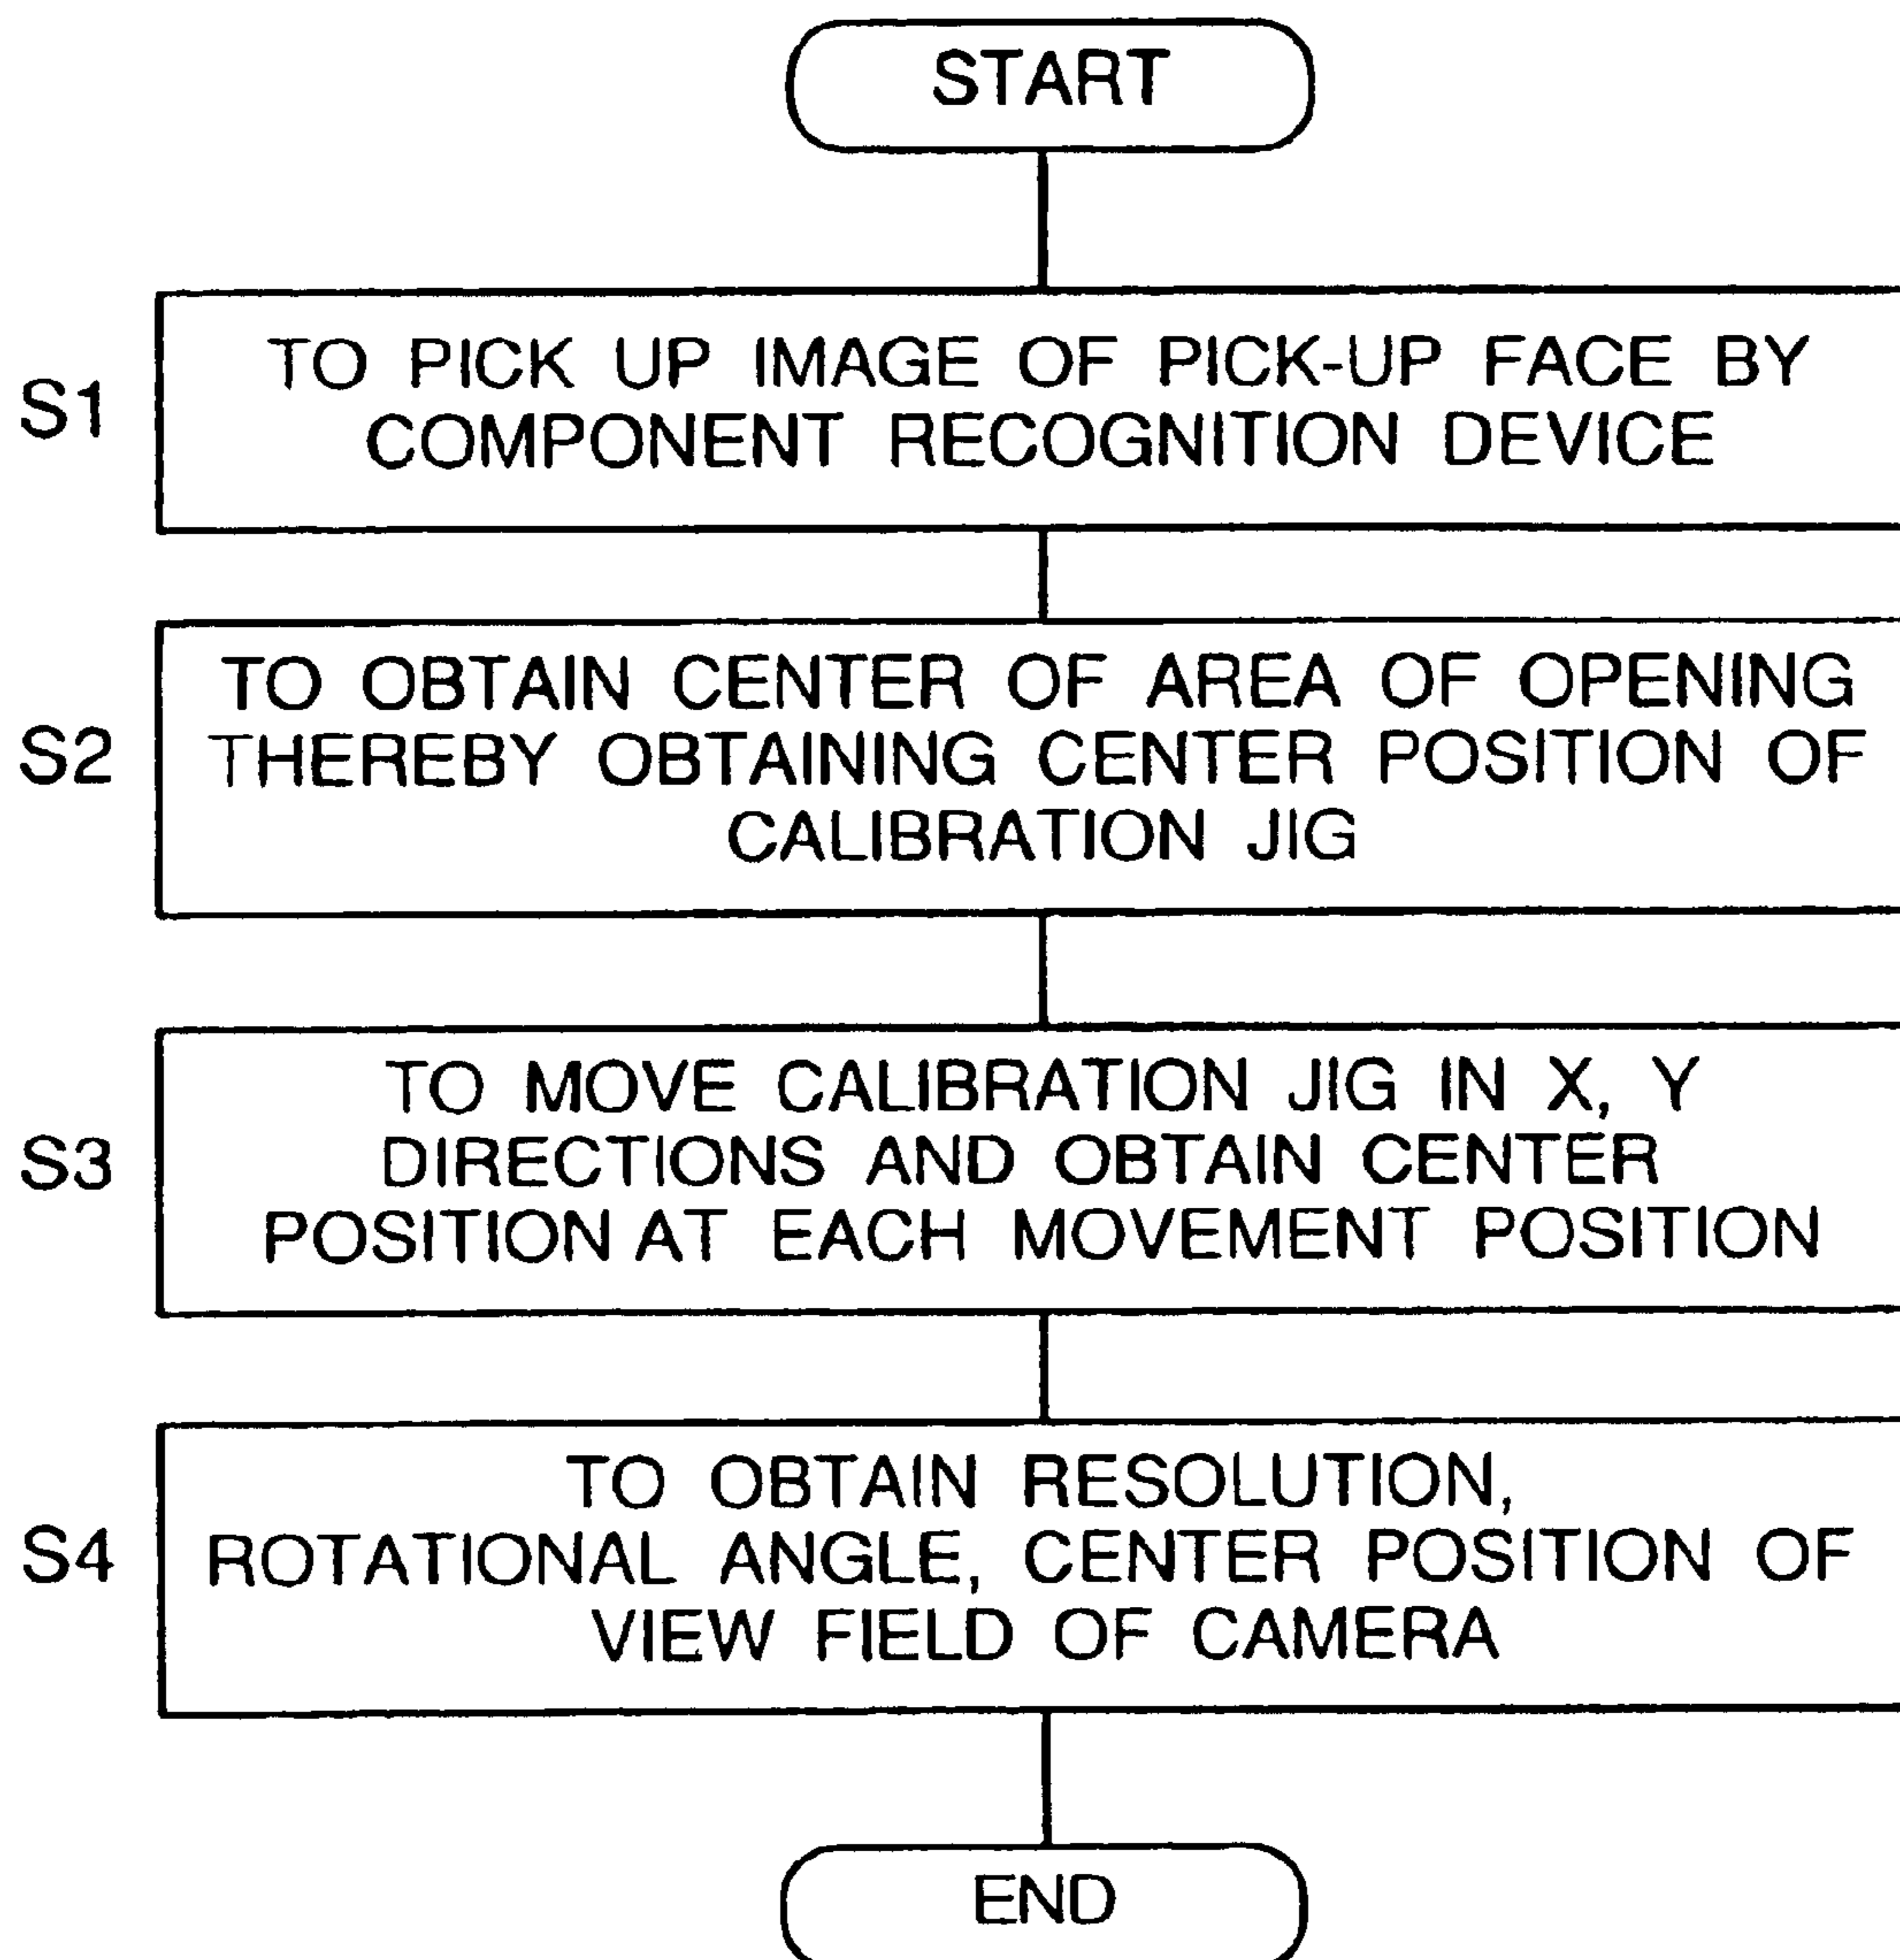 START
S1
TO PICK UP IMAGE OF PICK-UP FACE BY
COMPONENT RECOGNITION DEVICE
S2
TO OBTAIN CENTER OF AREA OF OPENING
THEREBY OBTAINING CENTER POSITION OF
CALIBRATION JIG
S3
TO MOVE CALIBRATION JIG IN X, Y
DIRECTIONS AND OBTAIN CENTER
POSITION AT EACH MOVEMENT POSITION
S4
TO OBTAIN RESOLUTION,
ROTATIONAL ANGLE, CENTER POSITION OF
VIEW FIELD OF CAMERA
END